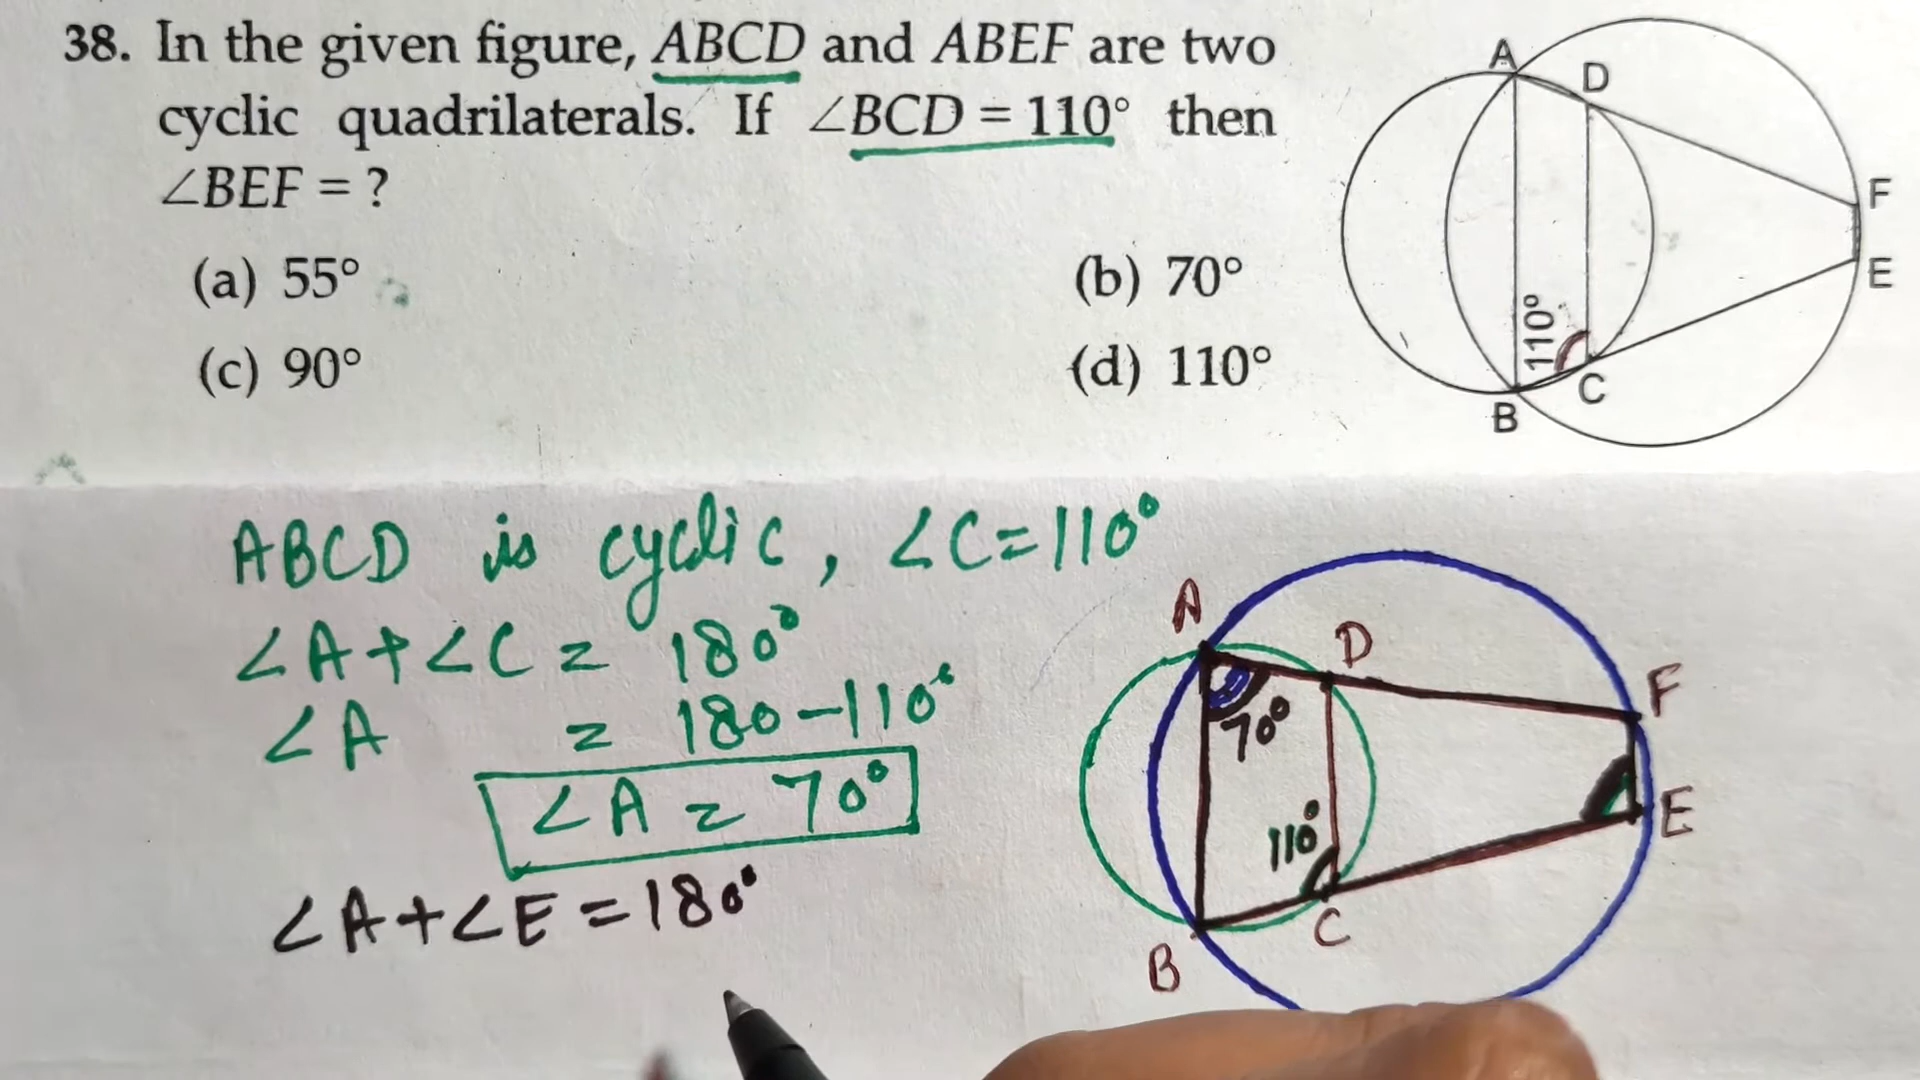 38. In the given figure, ABCD and ABEF are two
cyclic quadrilaterals. If ∠BCD = 110° then
∠BEF = ?
(a) 55°
(b) 70°
(c) 90°
(d) 110°
A
D
F
E
110°
C
B
ABCD is cyclic, ∠C=110°
∠A+∠C = 180°
∠A = 180-110°
∠A = 70°
∠A+∠E=180°
A
D
F
70°
E
110°
C
B